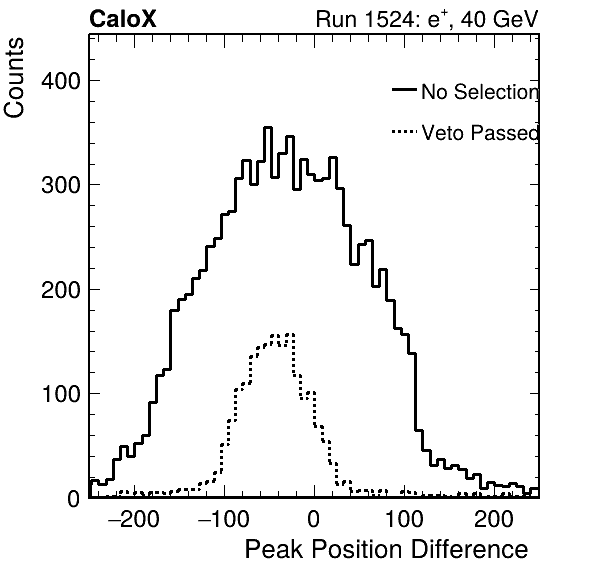 CaloX Run 1524: e+, 40 GeV
Counts
400
300
200
100
0
No Selection
Veto Passed
−200 −100 0 100 200
Peak Position Difference